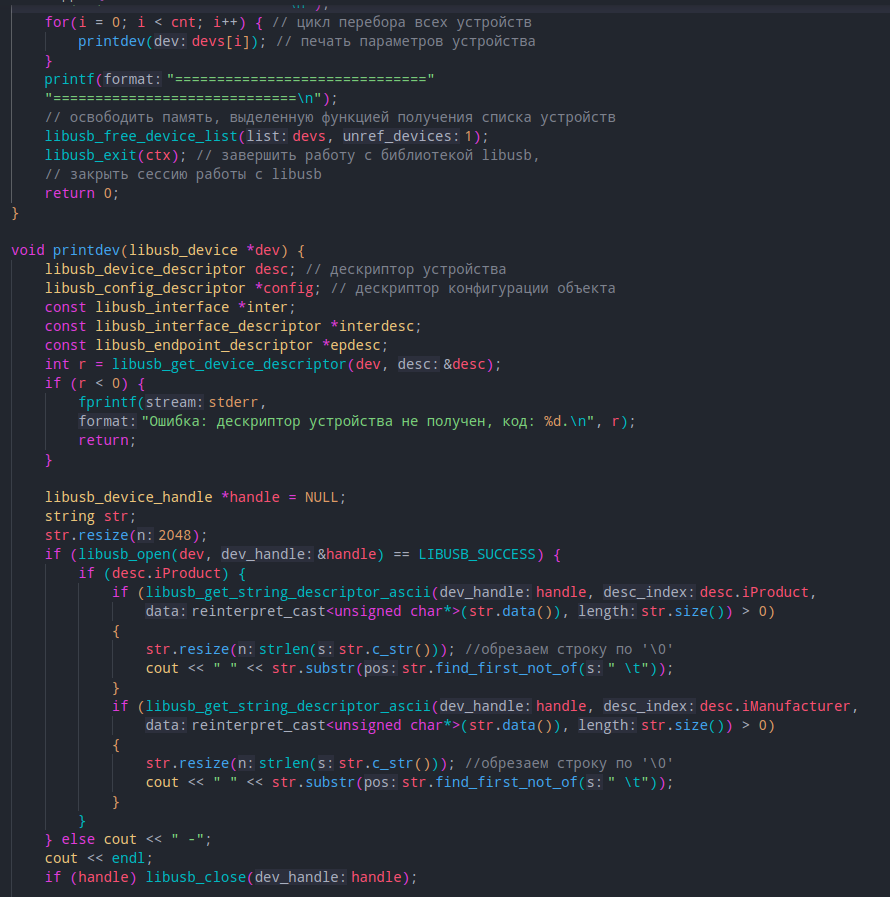 for(i = 0; i < cnt; i++) { // цикл перебора всех устройств
printdev(dev: devs[i]); // печать параметров устройства
}
printf(format: "=============================="
"=============================\n");
// освободить память, выделенную функцией получения списка устройств
libusb_free_device_list(list: devs, unref_devices: 1);
libusb_exit(ctx); // завершить работу с библиотекой libusb,
// закрыть сессию работы с libusb
return 0;
}
void printdev(libusb_device *dev) {
libusb_device_descriptor desc; // дескриптор устройства
libusb_config_descriptor *config; // дескриптор конфигурации объекта
const libusb_interface *inter;
const libusb_interface_descriptor *interdesc;
const libusb_endpoint_descriptor *epdesc;
int r = libusb_get_device_descriptor(dev, desc: &desc);
if (r < 0) {
fprintf(stream: stderr,
format: "Ошибка: дескриптор устройства не получен, код: %d.\n", r);
return;
}
libusb_device_handle *handle = NULL;
string str;
str.resize(n: 2048);
if (libusb_open(dev, dev_handle: &handle) == LIBUSB_SUCCESS) {
if (desc.iProduct) {
if (libusb_get_string_descriptor_ascii(dev_handle: handle, desc_index: desc.iProduct,
data: reinterpret_cast<unsigned char*>(str.data()), length: str.size()) > 0)
{
str.resize(n: strlen(s: str.c_str())); //обрезаем строку по '\0'
cout << " " << str.substr(pos: str.find_first_not_of(s: " \t"));
}
if (libusb_get_string_descriptor_ascii(dev_handle: handle, desc_index: desc.iManufacturer,
data: reinterpret_cast<unsigned char*>(str.data()), length: str.size()) > 0)
{
str.resize(n: strlen(s: str.c_str())); //обрезаем строку по '\0'
cout << " " << str.substr(pos: str.find_first_not_of(s: " \t"));
}
}
} else cout << " -";
cout << endl;
if (handle) libusb_close(dev_handle: handle);